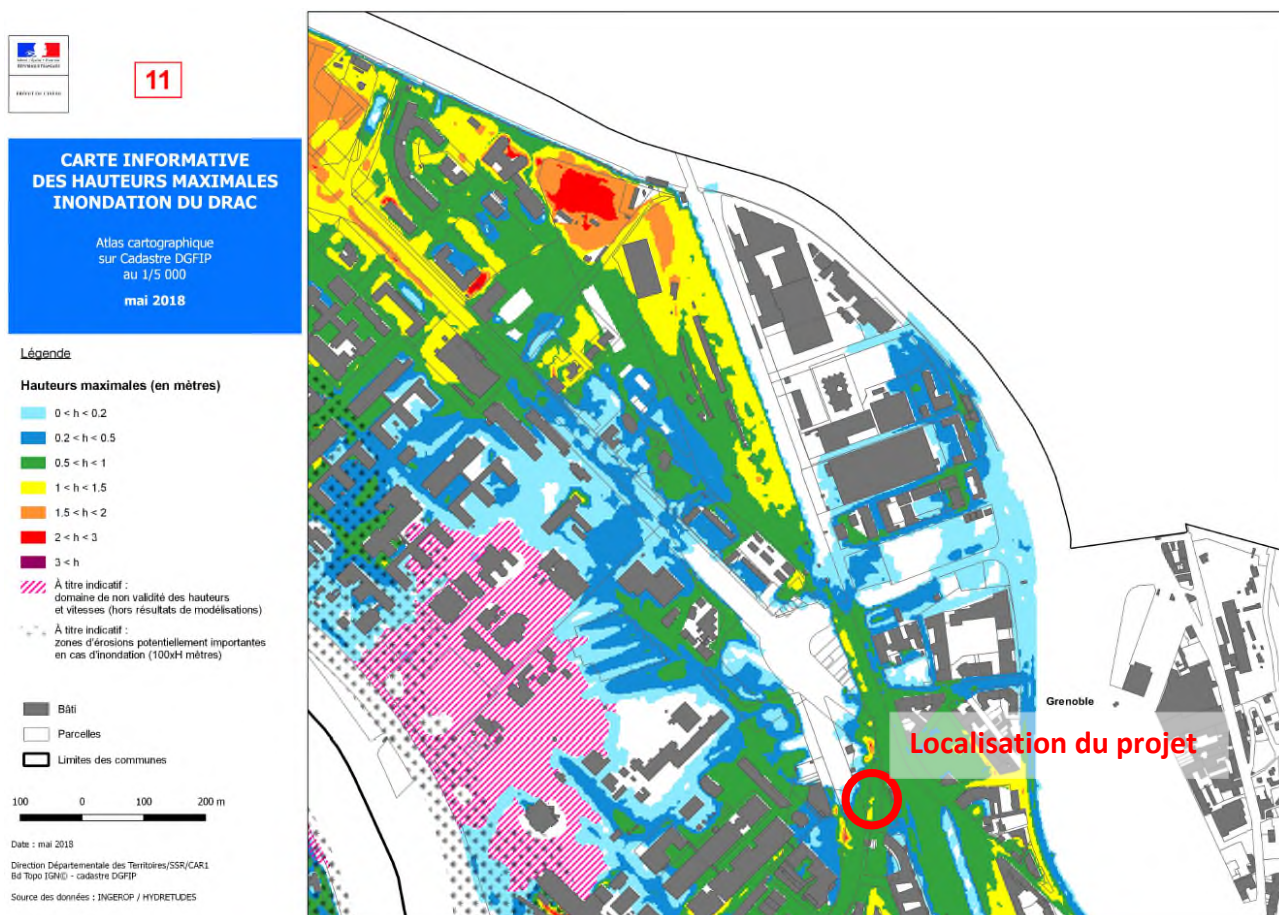 RÉPUBLIQUE FRANÇAISE
PRÉFET DE L'ISÈRE
11
CARTE INFORMATIVE
DES HAUTEURS MAXIMALES
INONDATION DU DRAC
Atlas cartographique
sur Cadastre DGFIP
au 1/5 000
mai 2018
Légende
Hauteurs maximales (en mètres)
0 < h < 0.2
0.2 < h < 0.5
0.5 < h < 1
1 < h < 1.5
1.5 < h < 2
2 < h < 3
3 < h
À titre indicatif :
domaine de non validité des hauteurs
et vitesses (hors résultats de modélisations)
À titre indicatif :
zones d'érosions potentiellement importantes
en cas d'inondation (100xH mètres)
Bâti
Parcelles
Limites des communes
100 0 100 200 m
Date : mai 2018
Direction Départementale des Territoires/SSR/CAR1
Bd Topo IGN© - cadastre DGFIP
Source des données : INGEROP / HYDRETUDES
Grenoble
Localisation du projet